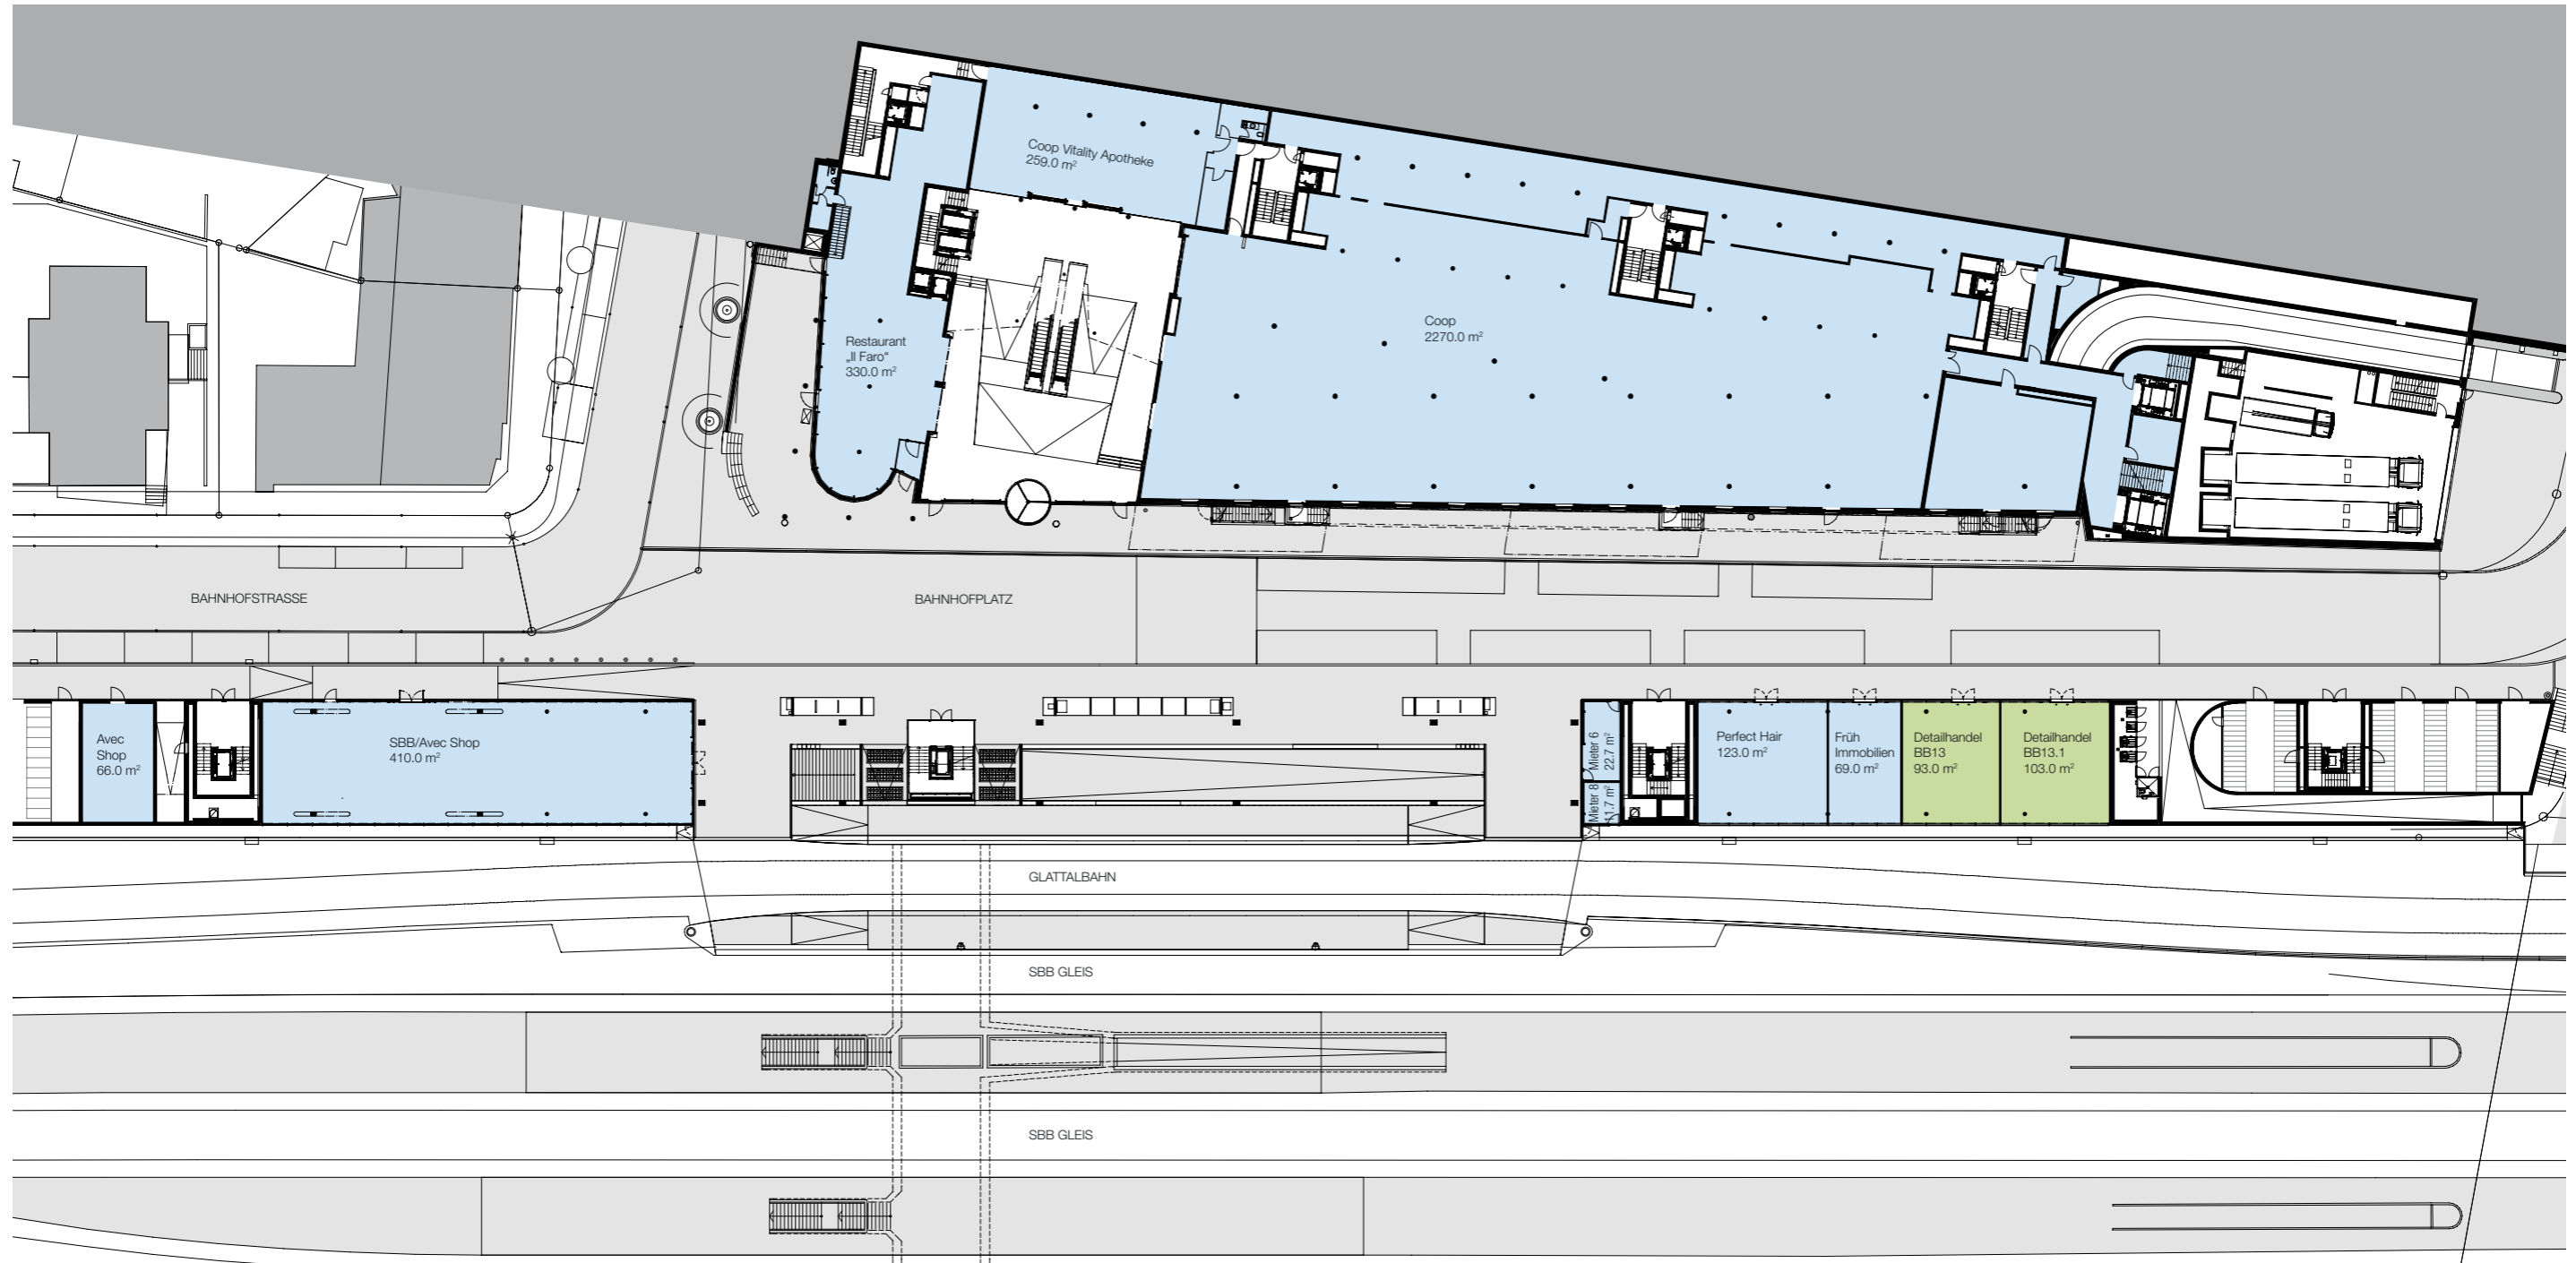 Coop Vitality Apotheke
259.0 m²
Restaurant
„Il Faro“
330.0 m²
Coop
2270.0 m²
BAHNHOFSTRASSE
BAHNHOFPLATZ
Avec
Shop
66.0 m²
SBB/Avec Shop
410.0 m²
Mieter 6
22.7 m²
Mieter 8
11.7 m²
Perfect Hair
123.0 m²
Früh
Immobilien
69.0 m²
Detailhandel
BB13
93.0 m²
Detailhandel
BB13.1
103.0 m²
GLATTALBAHN
SBB GLEIS
SBB GLEIS